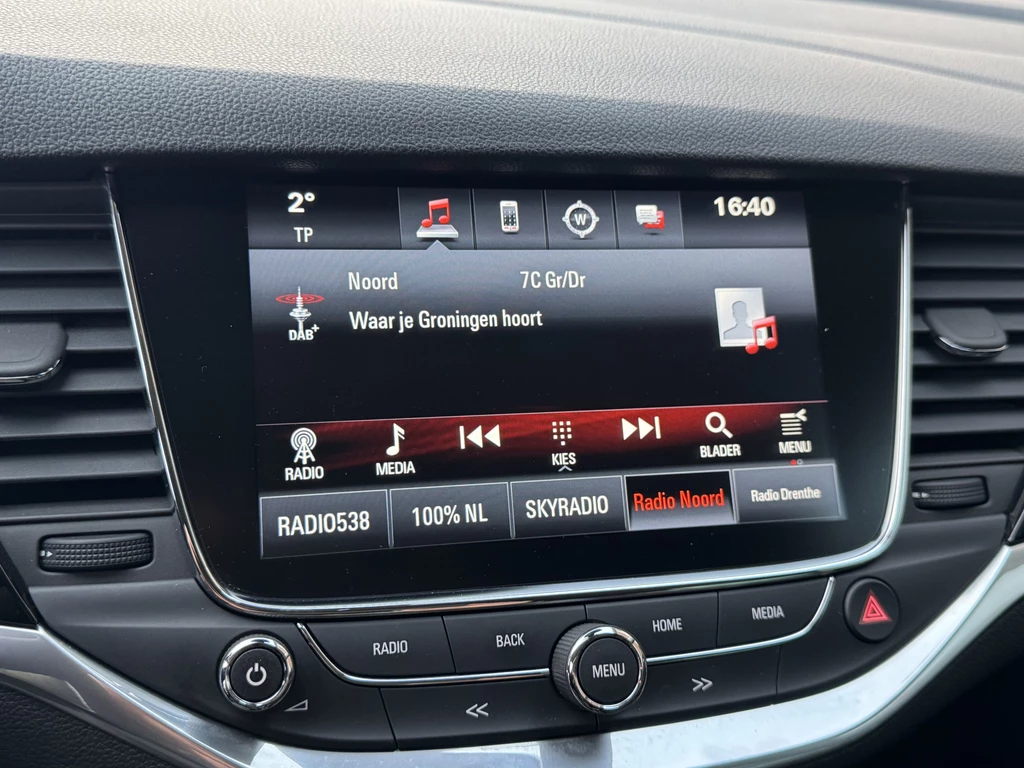 2°
16:40
TP
W
Noord
7C Gr/Dr
DAB+
Waar je Groningen hoort
RADIO
MEDIA
KIES
BLADER
MENU
RADIO538
100% NL
SKYRADIO
Radio Noord
Radio Drenthe
RADIO
BACK
MENU
HOME
MEDIA